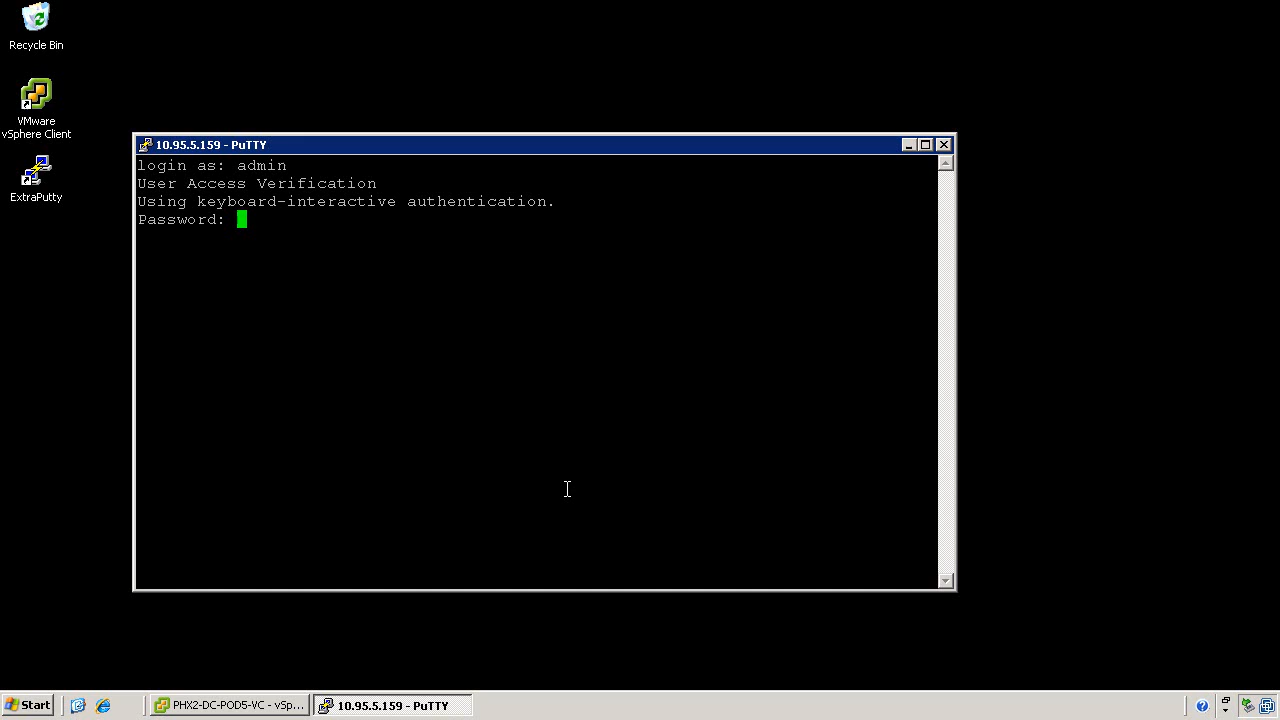 Recycle Bin
VMware
vSphere Client
ExtraPutty
10.95.5.159 - PuTTY
login as: admin
User Access Verification
Using keyboard-interactive authentication.
Password:
Start
PHX2-DC-POD5-VC - vSp...
10.95.5.159 - PuTTY